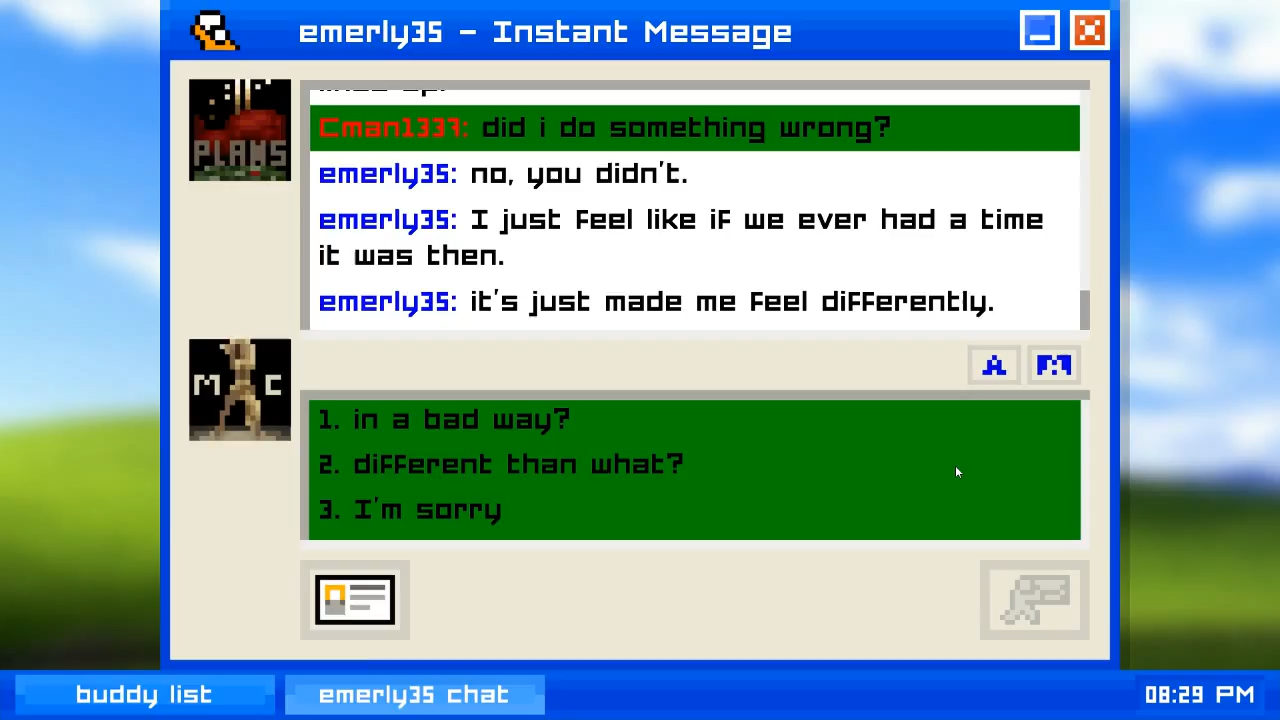 emerly35 - Instant Message
Cman1337: did i do something wrong?
emerly35: no, you didn't.
emerly35: I just feel like if we ever had a time
it was then.
emerly35: it's just made me feel differently.
PLANS
M C
A
1. in a bad way?
2. different than what?
3. I'm sorry
buddy list
emerly35 chat
08:29 PM